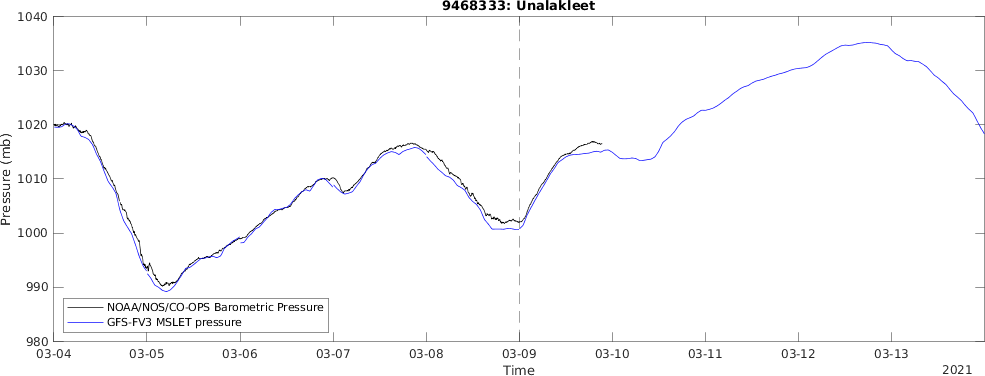 9468333: Unalakleet
Pressure (mb)
1040
1030
1020
1010
1000
990
980
NOAA/NOS/CO-OPS Barometric Pressure
GFS-FV3 MSLET pressure
03-04 03-05 03-06 03-07 03-08 03-09 03-10 03-11 03-12 03-13
Time
2021